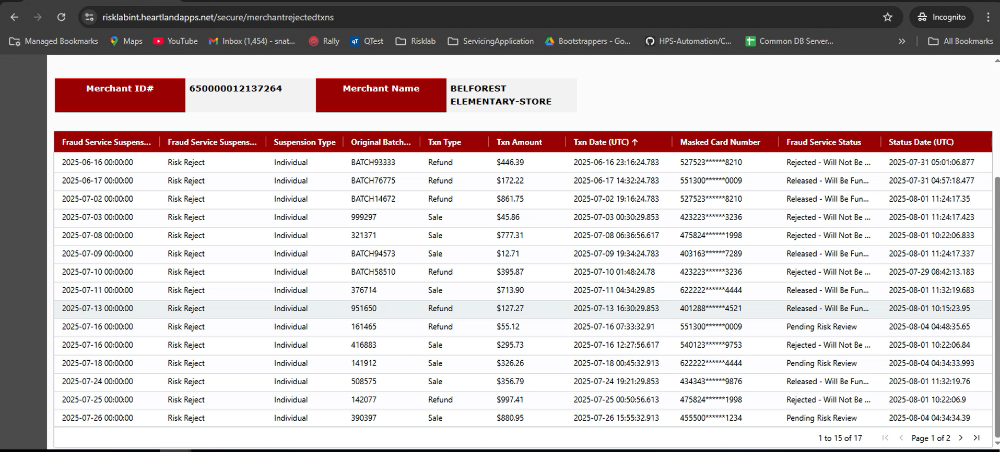 risklabint.heartlandapps.net/secure/merchantrejectedtxns Incognito
Managed Bookmarks Maps YouTube Inbox (1,454) - snat... Rally qT QTest Risklab ServicingApplication Bootstrappers - Go... HPS-Automation/C... Common DB Server... » All Bookmarks
Merchant ID# 650000012137264 Merchant Name BELFOREST
ELEMENTARY-STORE
Fraud Service Suspens... Fraud Service Suspens... Suspension Type Original Batch... Txn Type Txn Amount Txn Date (UTC) ↑ Masked Card Number Fraud Service Status Status Date (UTC)
2025-06-16 00:00:00 Risk Reject Individual BATCH93333 Refund $446.39 2025-06-16 23:16:24.783 527523******8210 Rejected - Will Not Be ... 2025-07-31 05:01:06.877
2025-06-17 00:00:00 Risk Reject Individual BATCH76775 Refund $172.22 2025-06-17 14:32:24.783 551300******0009 Released - Will Be Fun... 2025-07-31 04:57:18.477
2025-07-02 00:00:00 Risk Reject Individual BATCH14672 Refund $861.75 2025-07-02 19:16:24.783 527523******8210 Released - Will Be Fun... 2025-08-01 11:24:17.35
2025-07-03 00:00:00 Risk Reject Individual 999297 Sale $45.86 2025-07-03 00:30:29.853 423223******3236 Rejected - Will Not Be ... 2025-08-01 11:24:17.423
2025-07-08 00:00:00 Risk Reject Individual 321371 Sale $777.31 2025-07-08 06:36:56.617 475824******1998 Rejected - Will Not Be ... 2025-08-01 10:22:06.833
2025-07-09 00:00:00 Risk Reject Individual BATCH94573 Sale $12.71 2025-07-09 19:34:24.783 403163******7289 Released - Will Be Fun... 2025-08-01 11:24:17.337
2025-07-10 00:00:00 Risk Reject Individual BATCH58510 Refund $395.87 2025-07-10 01:48:24.78 423223******3236 Rejected - Will Not Be ... 2025-07-29 08:42:13.183
2025-07-11 00:00:00 Risk Reject Individual 376714 Sale $713.90 2025-07-11 04:34:29.85 622222******4444 Released - Will Be Fun... 2025-08-01 11:32:19.683
2025-07-13 00:00:00 Risk Reject Individual 951650 Refund $127.27 2025-07-13 16:30:29.853 401288******4521 Released - Will Be Fun... 2025-08-01 10:15:23.95
2025-07-16 00:00:00 Risk Reject Individual 161465 Refund $55.12 2025-07-16 07:33:32.91 551300******0009 Pending Risk Review 2025-08-04 04:48:35.65
2025-07-16 00:00:00 Risk Reject Individual 416883 Sale $295.73 2025-07-16 12:27:56.617 540123******9753 Rejected - Will Not Be ... 2025-08-01 10:22:06.84
2025-07-18 00:00:00 Risk Reject Individual 141912 Sale $326.26 2025-07-18 00:45:32.913 622222******4444 Pending Risk Review 2025-08-04 04:34:33.993
2025-07-24 00:00:00 Risk Reject Individual 508575 Sale $356.79 2025-07-24 19:21:29.853 434343******9876 Released - Will Be Fun... 2025-08-01 11:32:19.76
2025-07-25 00:00:00 Risk Reject Individual 142077 Refund $997.41 2025-07-25 00:50:56.613 475824******1998 Rejected - Will Not Be ... 2025-08-01 10:22:06.9
2025-07-26 00:00:00 Risk Reject Individual 390397 Sale $880.95 2025-07-26 15:55:32.913 455500******1234 Pending Risk Review 2025-08-04 04:34:34.39
1 to 15 of 17 Page 1 of 2